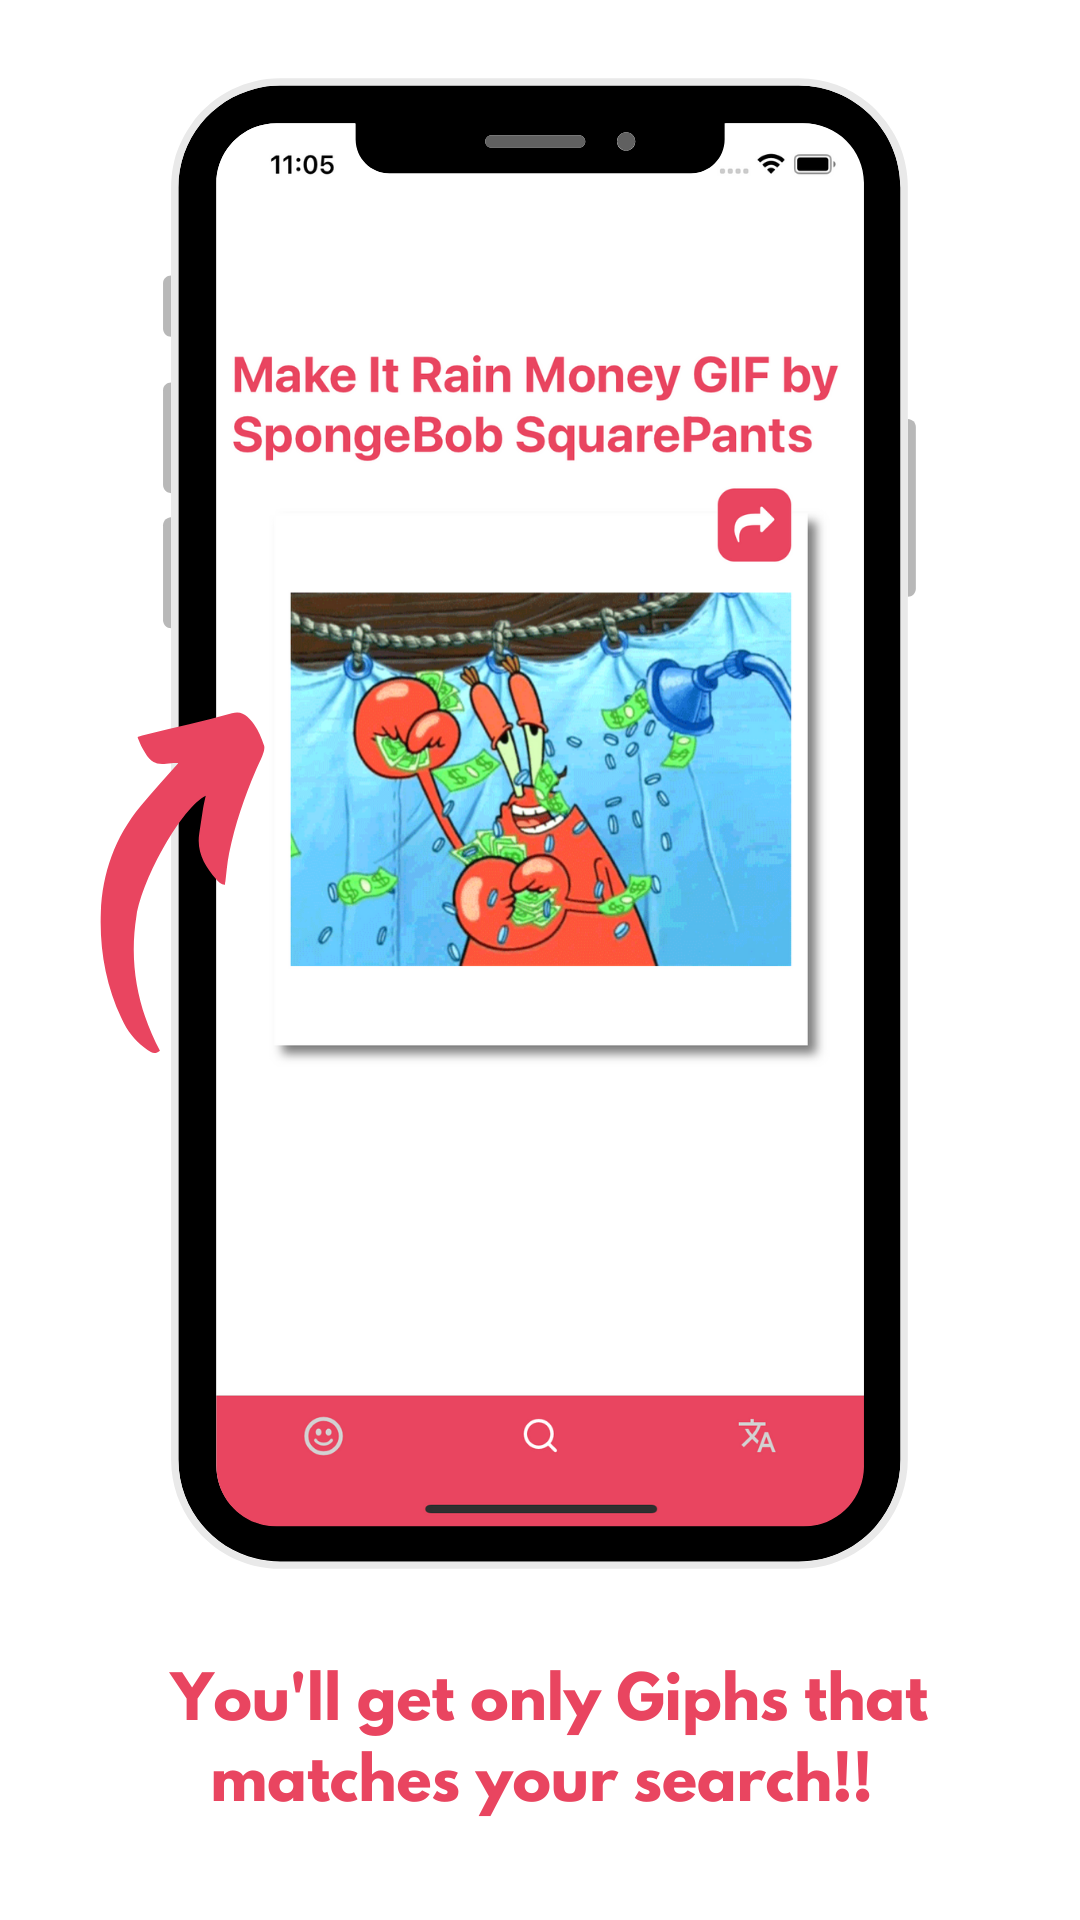 11:05
Make It Rain Money GIF by
SpongeBob SquarePants
You'll get only Giphs that
matches your search!!